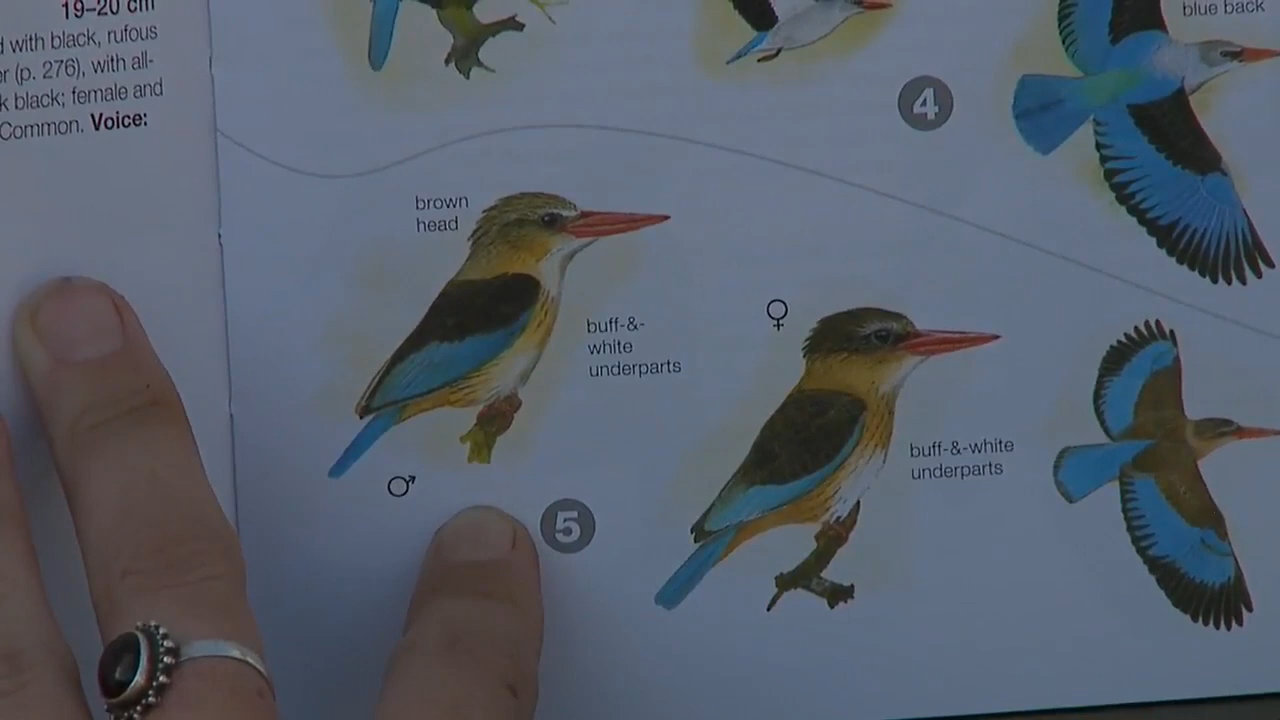 19–20 cm
with black, rufous
(p. 276), with all-
black; female and
Common. Voice:
blue back
4
brown
head
buff-&-
white
underparts
♀
buff-&-white
underparts
♂
5